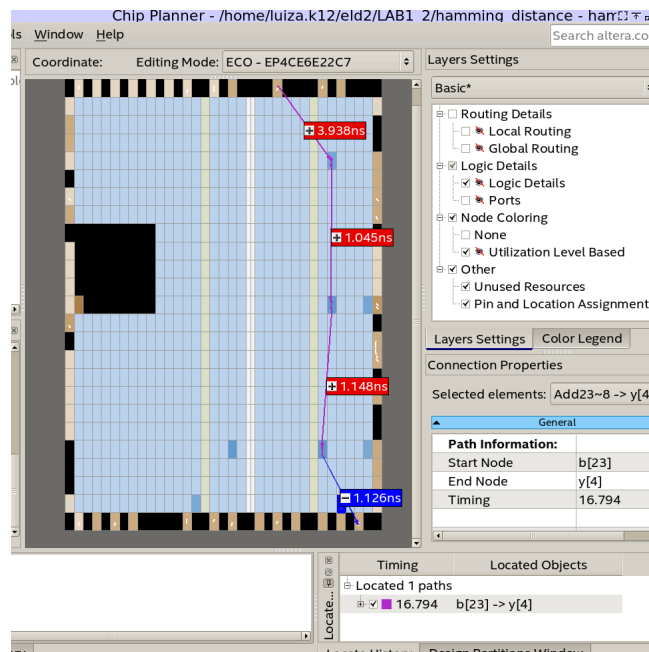 Chip Planner - /home/luiza.k12/eld2/LAB1_2/hamming_distance - ham
ls Window Help
Search altera.co
Coordinate: Editing Mode: ECO - EP4CE6E22C7
Layers Settings
Basic*
Routing Details
Local Routing
Global Routing
Logic Details
Logic Details
Ports
Node Coloring
None
Utilization Level Based
Other
Unused Resources
Pin and Location Assignment
3.938ns
1.045ns
1.148ns
1.126ns
Layers Settings Color Legend
Connection Properties
Selected elements: Add23~8 -> y[4
General
Path Information:
Start Node b[23]
End Node y[4]
Timing 16.794
Locate...
Timing Located Objects
Located 1 paths
16.794 b[23] -> y[4]